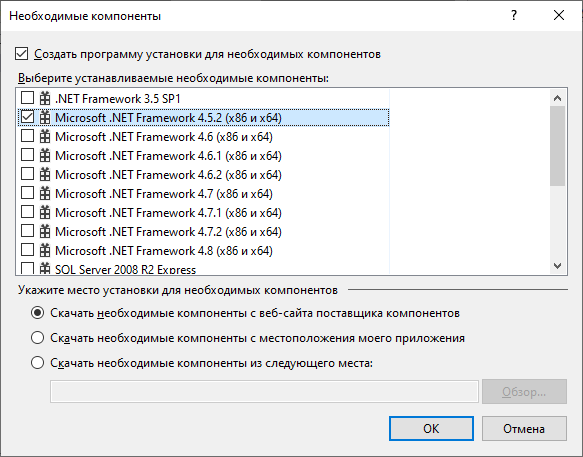 Необходимые компоненты
?
Создать программу установки для необходимых компонентов
Выберите устанавливаемые необходимые компоненты:
.NET Framework 3.5 SP1
Microsoft .NET Framework 4.5.2 (x86 и x64)
Microsoft .NET Framework 4.6 (x86 и x64)
Microsoft .NET Framework 4.6.1 (x86 и x64)
Microsoft .NET Framework 4.6.2 (x86 и x64)
Microsoft .NET Framework 4.7 (x86 и x64)
Microsoft .NET Framework 4.7.1 (x86 и x64)
Microsoft .NET Framework 4.7.2 (x86 и x64)
Microsoft .NET Framework 4.8 (x86 и x64)
SQL Server 2008 R2 Express
Укажите место установки для необходимых компонентов
Скачать необходимые компоненты с веб-сайта поставщика компонентов
Скачать необходимые компоненты с местоположения моего приложения
Скачать необходимые компоненты из следующего места:
Обзор...
ОК
Отмена